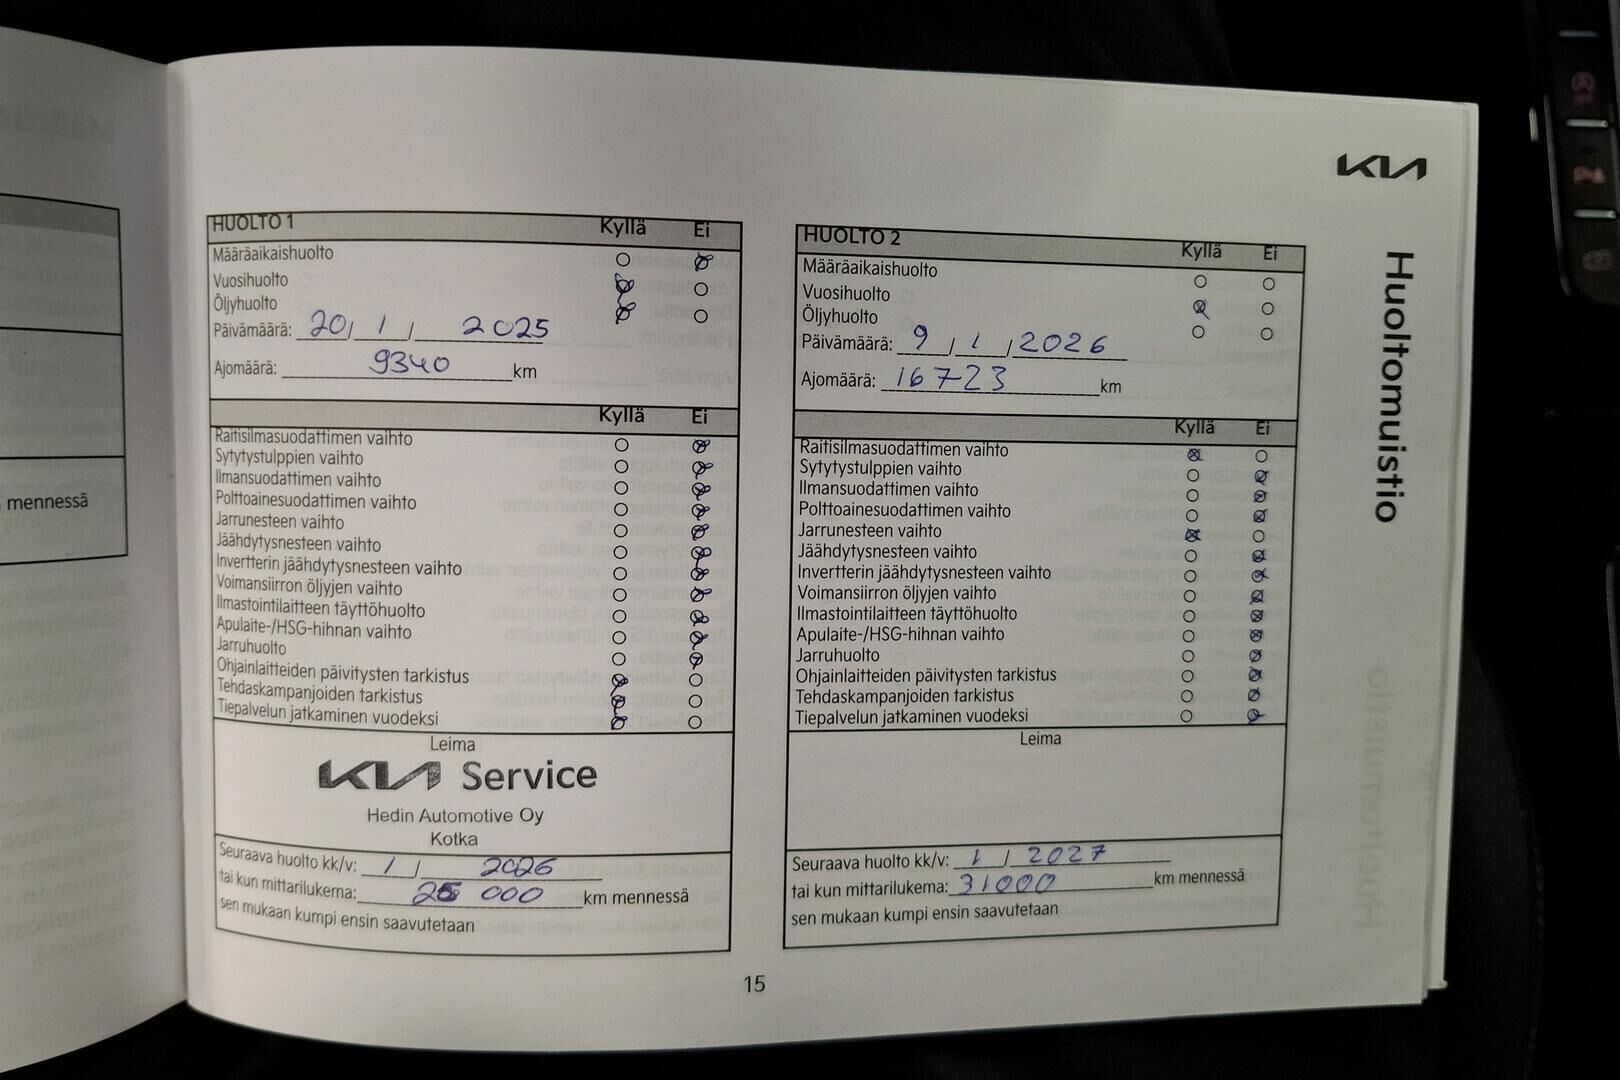 KIA
Huoltomuistio
mennessä
HUOLTO 1 Kyllä Ei
Määräaikaishuolto
Vuosihuolto
Öljyhuolto
Päivämäärä: 20/ 1 / 2025
Ajomäärä: 9340 km
Kyllä Ei
Raitisilmasuodattimen vaihto
Sytytystulppien vaihto
Ilmansuodattimen vaihto
Polttoainesuodattimen vaihto
Jarrunesteen vaihto
Jäähdytysnesteen vaihto
Invertterin jäähdytysnesteen vaihto
Voimansiirron öljyjen vaihto
Ilmastointilaitteen täyttöhuolto
Apulaite-/HSG-hihnan vaihto
Jarruhuolto
Ohjainlaitteiden päivitysten tarkistus
Tehdaskampanjoiden tarkistus
Tiepalvelun jatkaminen vuodeksi
Leima
KIA Service
Hedin Automotive Oy
Kotka
Seuraava huolto kk/v: 1 / 2026
tai kun mittarilukema: 25 000 km mennessä
sen mukaan kumpi ensin saavutetaan
HUOLTO 2 Kyllä Ei
Määräaikaishuolto
Vuosihuolto
Öljyhuolto
Päivämäärä: 9 / 1 / 2026
Ajomäärä: 16723 km
Kyllä Ei
Raitisilmasuodattimen vaihto
Sytytystulppien vaihto
Ilmansuodattimen vaihto
Polttoainesuodattimen vaihto
Jarrunesteen vaihto
Jäähdytysnesteen vaihto
Invertterin jäähdytysnesteen vaihto
Voimansiirron öljyjen vaihto
Ilmastointilaitteen täyttöhuolto
Apulaite-/HSG-hihnan vaihto
Jarruhuolto
Ohjainlaitteiden päivitysten tarkistus
Tehdaskampanjoiden tarkistus
Tiepalvelun jatkaminen vuodeksi
Leima
Seuraava huolto kk/v: 1 / 2027
tai kun mittarilukema: 31000 km mennessä
sen mukaan kumpi ensin saavutetaan
15